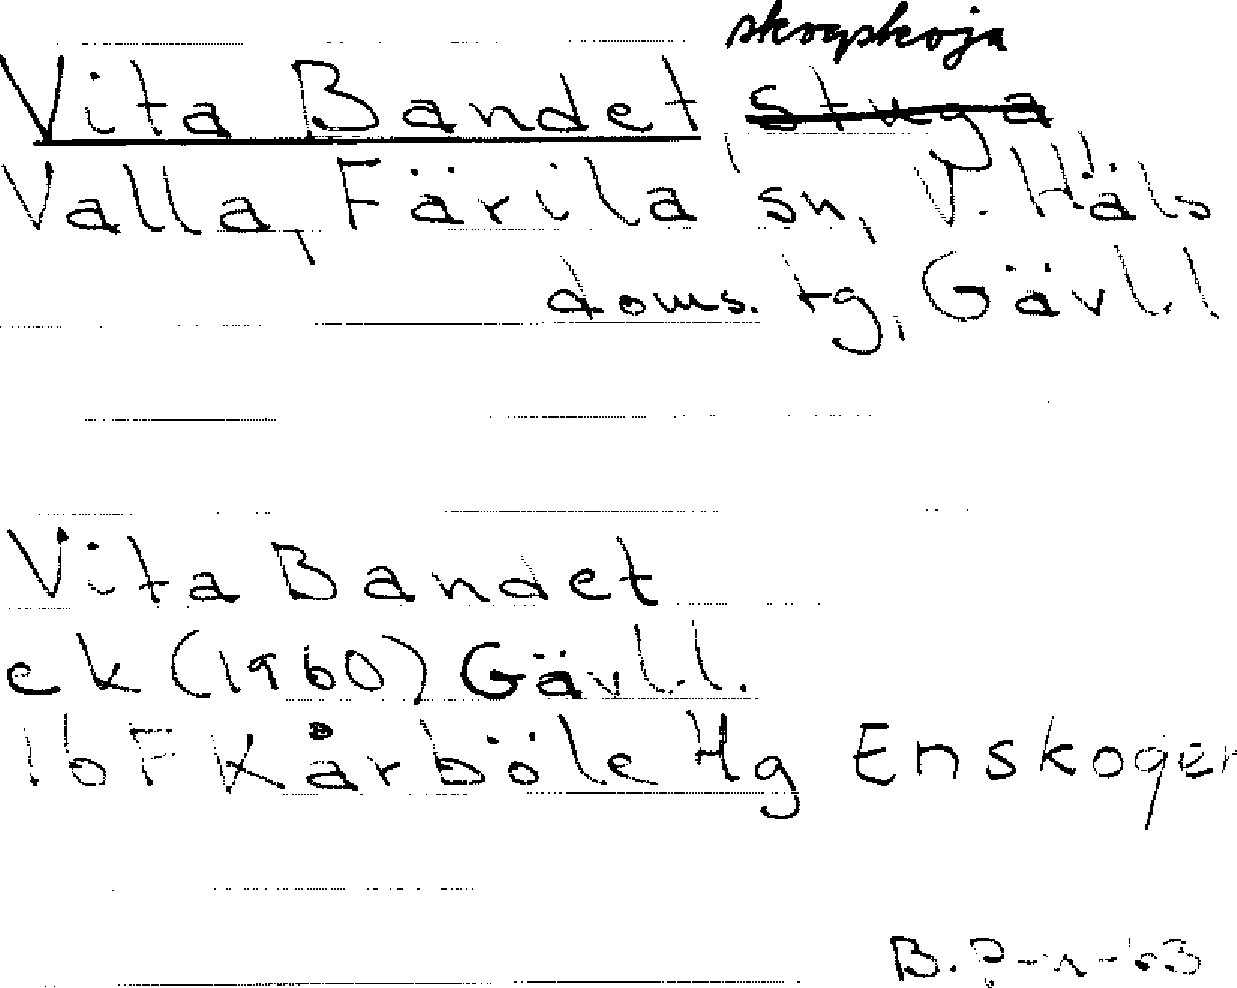 skogskoja
Vita Bandet stuga,
Valla, Färila sn, V. Häls
doms. tg, Gävl.l
Vita Bandet
ek (1960) Gävl.l.
16F Kårböle Hg Enskogen